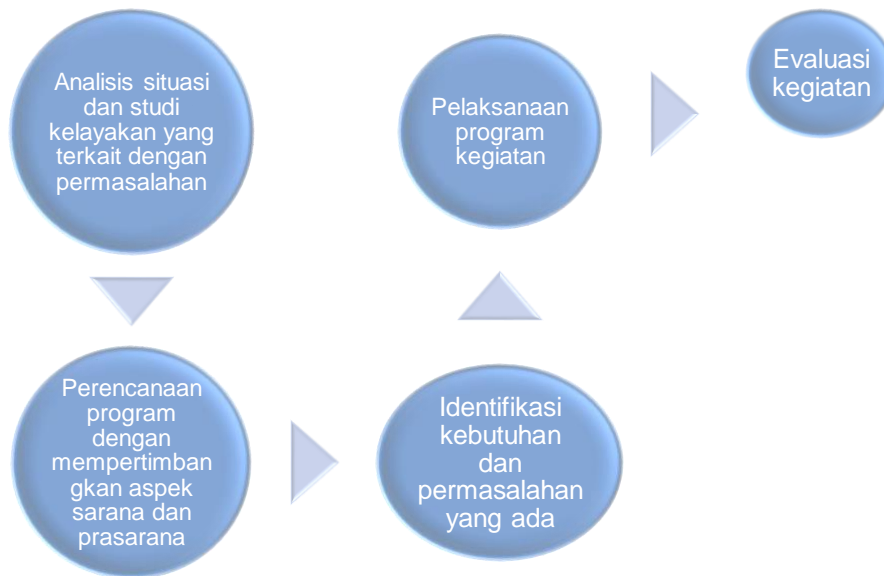 Analisis situasi
dan studi
kelayakan yang
terkait dengan
permasalahan
Perencanaan
program
dengan
mempertimban
gkan aspek
sarana dan
prasarana
Identifikasi
kebutuhan
dan
permasalahan
yang ada
Pelaksanaan
program
kegiatan
Evaluasi
kegiatan